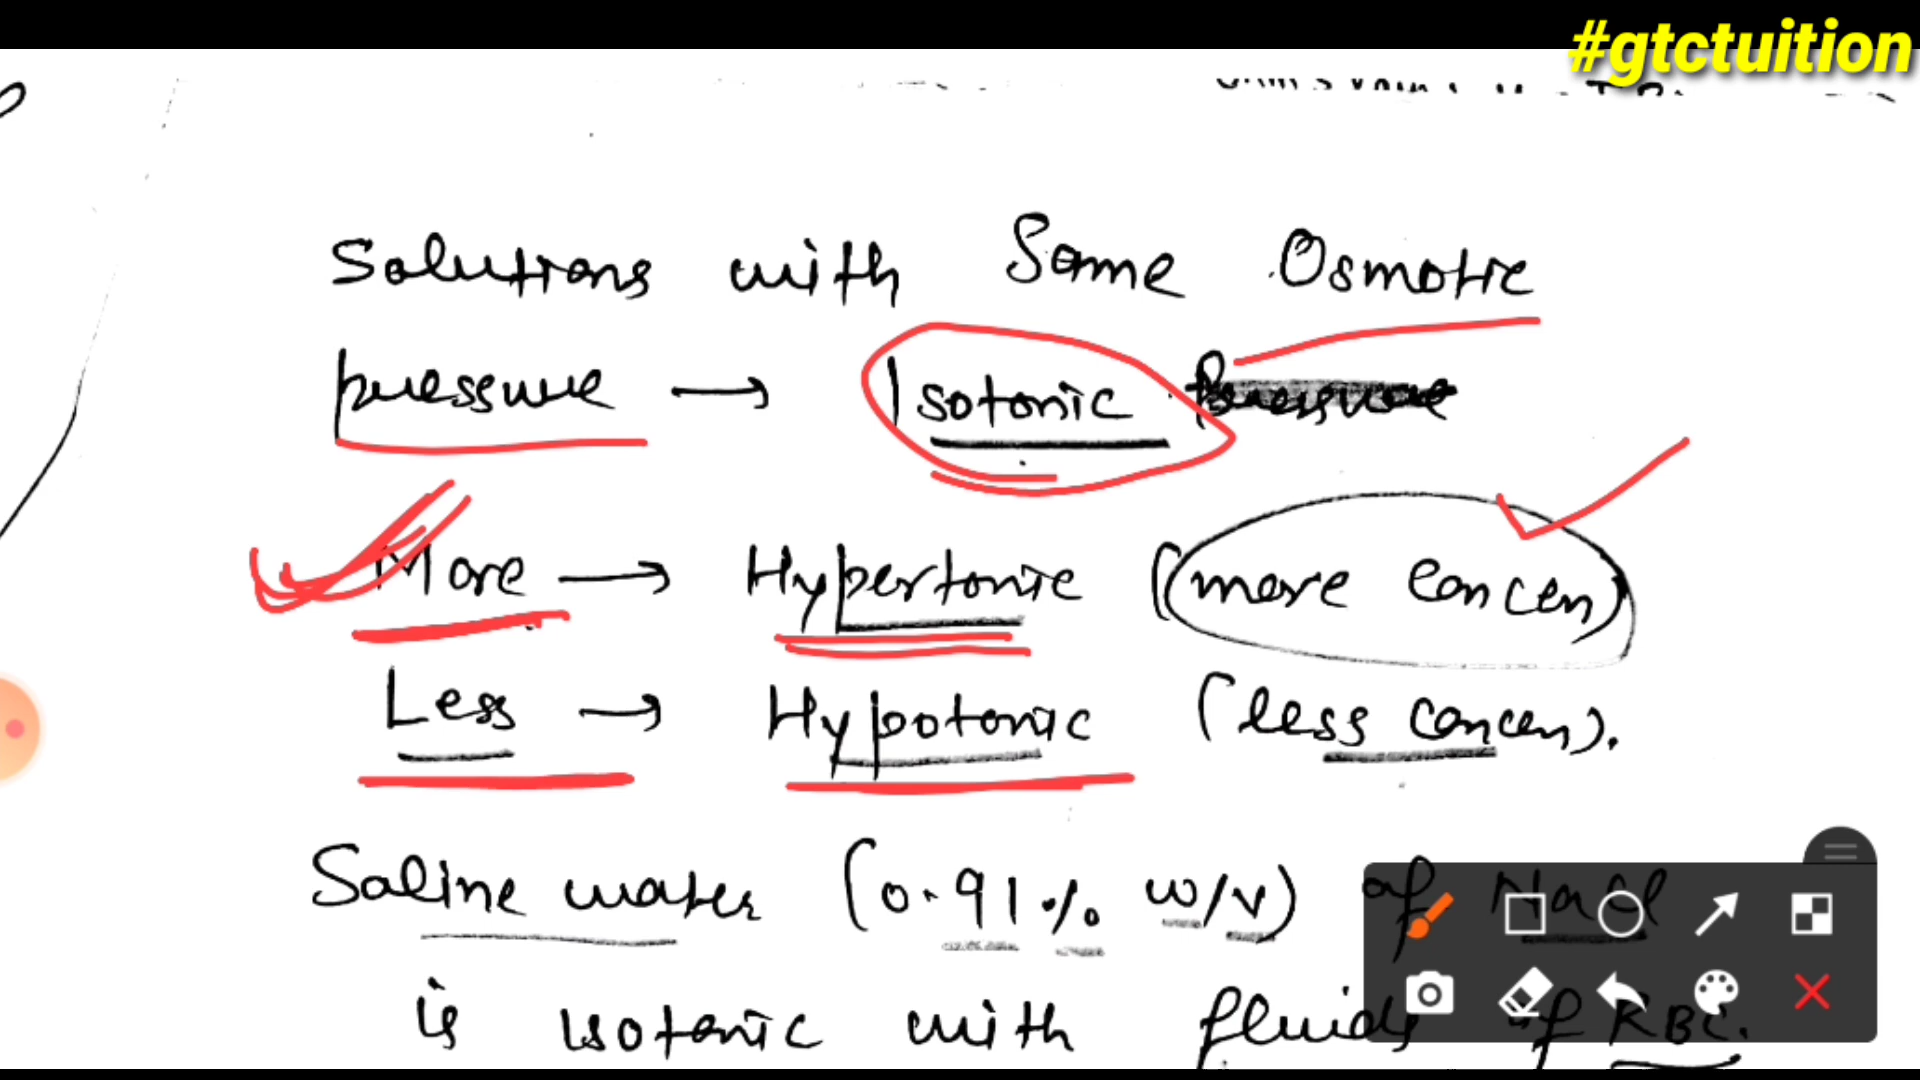 #gtctuition
Solutions with Same Osmotic
pressure → Isotonic
More → Hypertonic (more concen)
Less → Hypotonic (less concen).
Saline water (0.91% w/v) of NaCl
is isotonic with fluids of RBC.